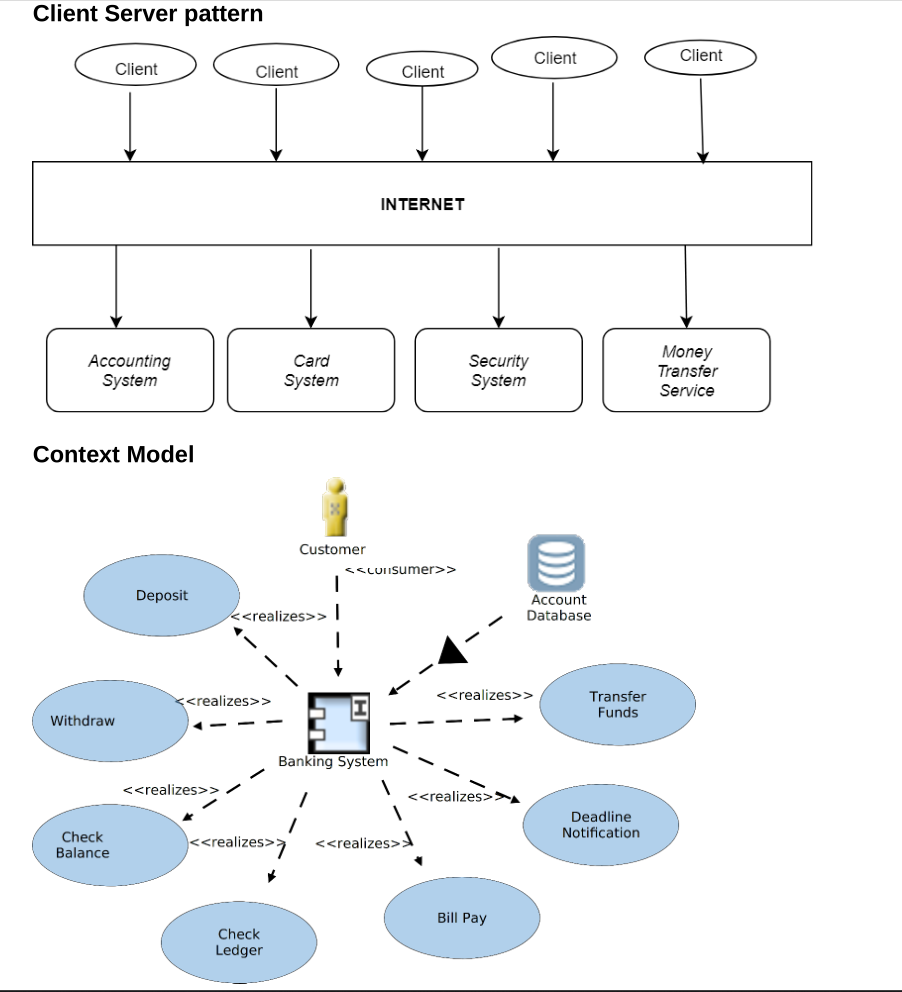 Client Server pattern
Client
Client
Client
Client
Client
INTERNET
Accounting
System
Card
System
Security
System
Money
Transfer
Service
Context Model
Customer
<<consumer>>
Account
Database
Deposit
<<realizes>>
Withdraw
<<realizes>>
<<realizes>>
Transfer
Funds
Banking System
<<realizes>>
<<realizes>>
Deadline
Notification
Check
Balance
<<realizes>>
<<realizes>>
Bill Pay
Check
Ledger